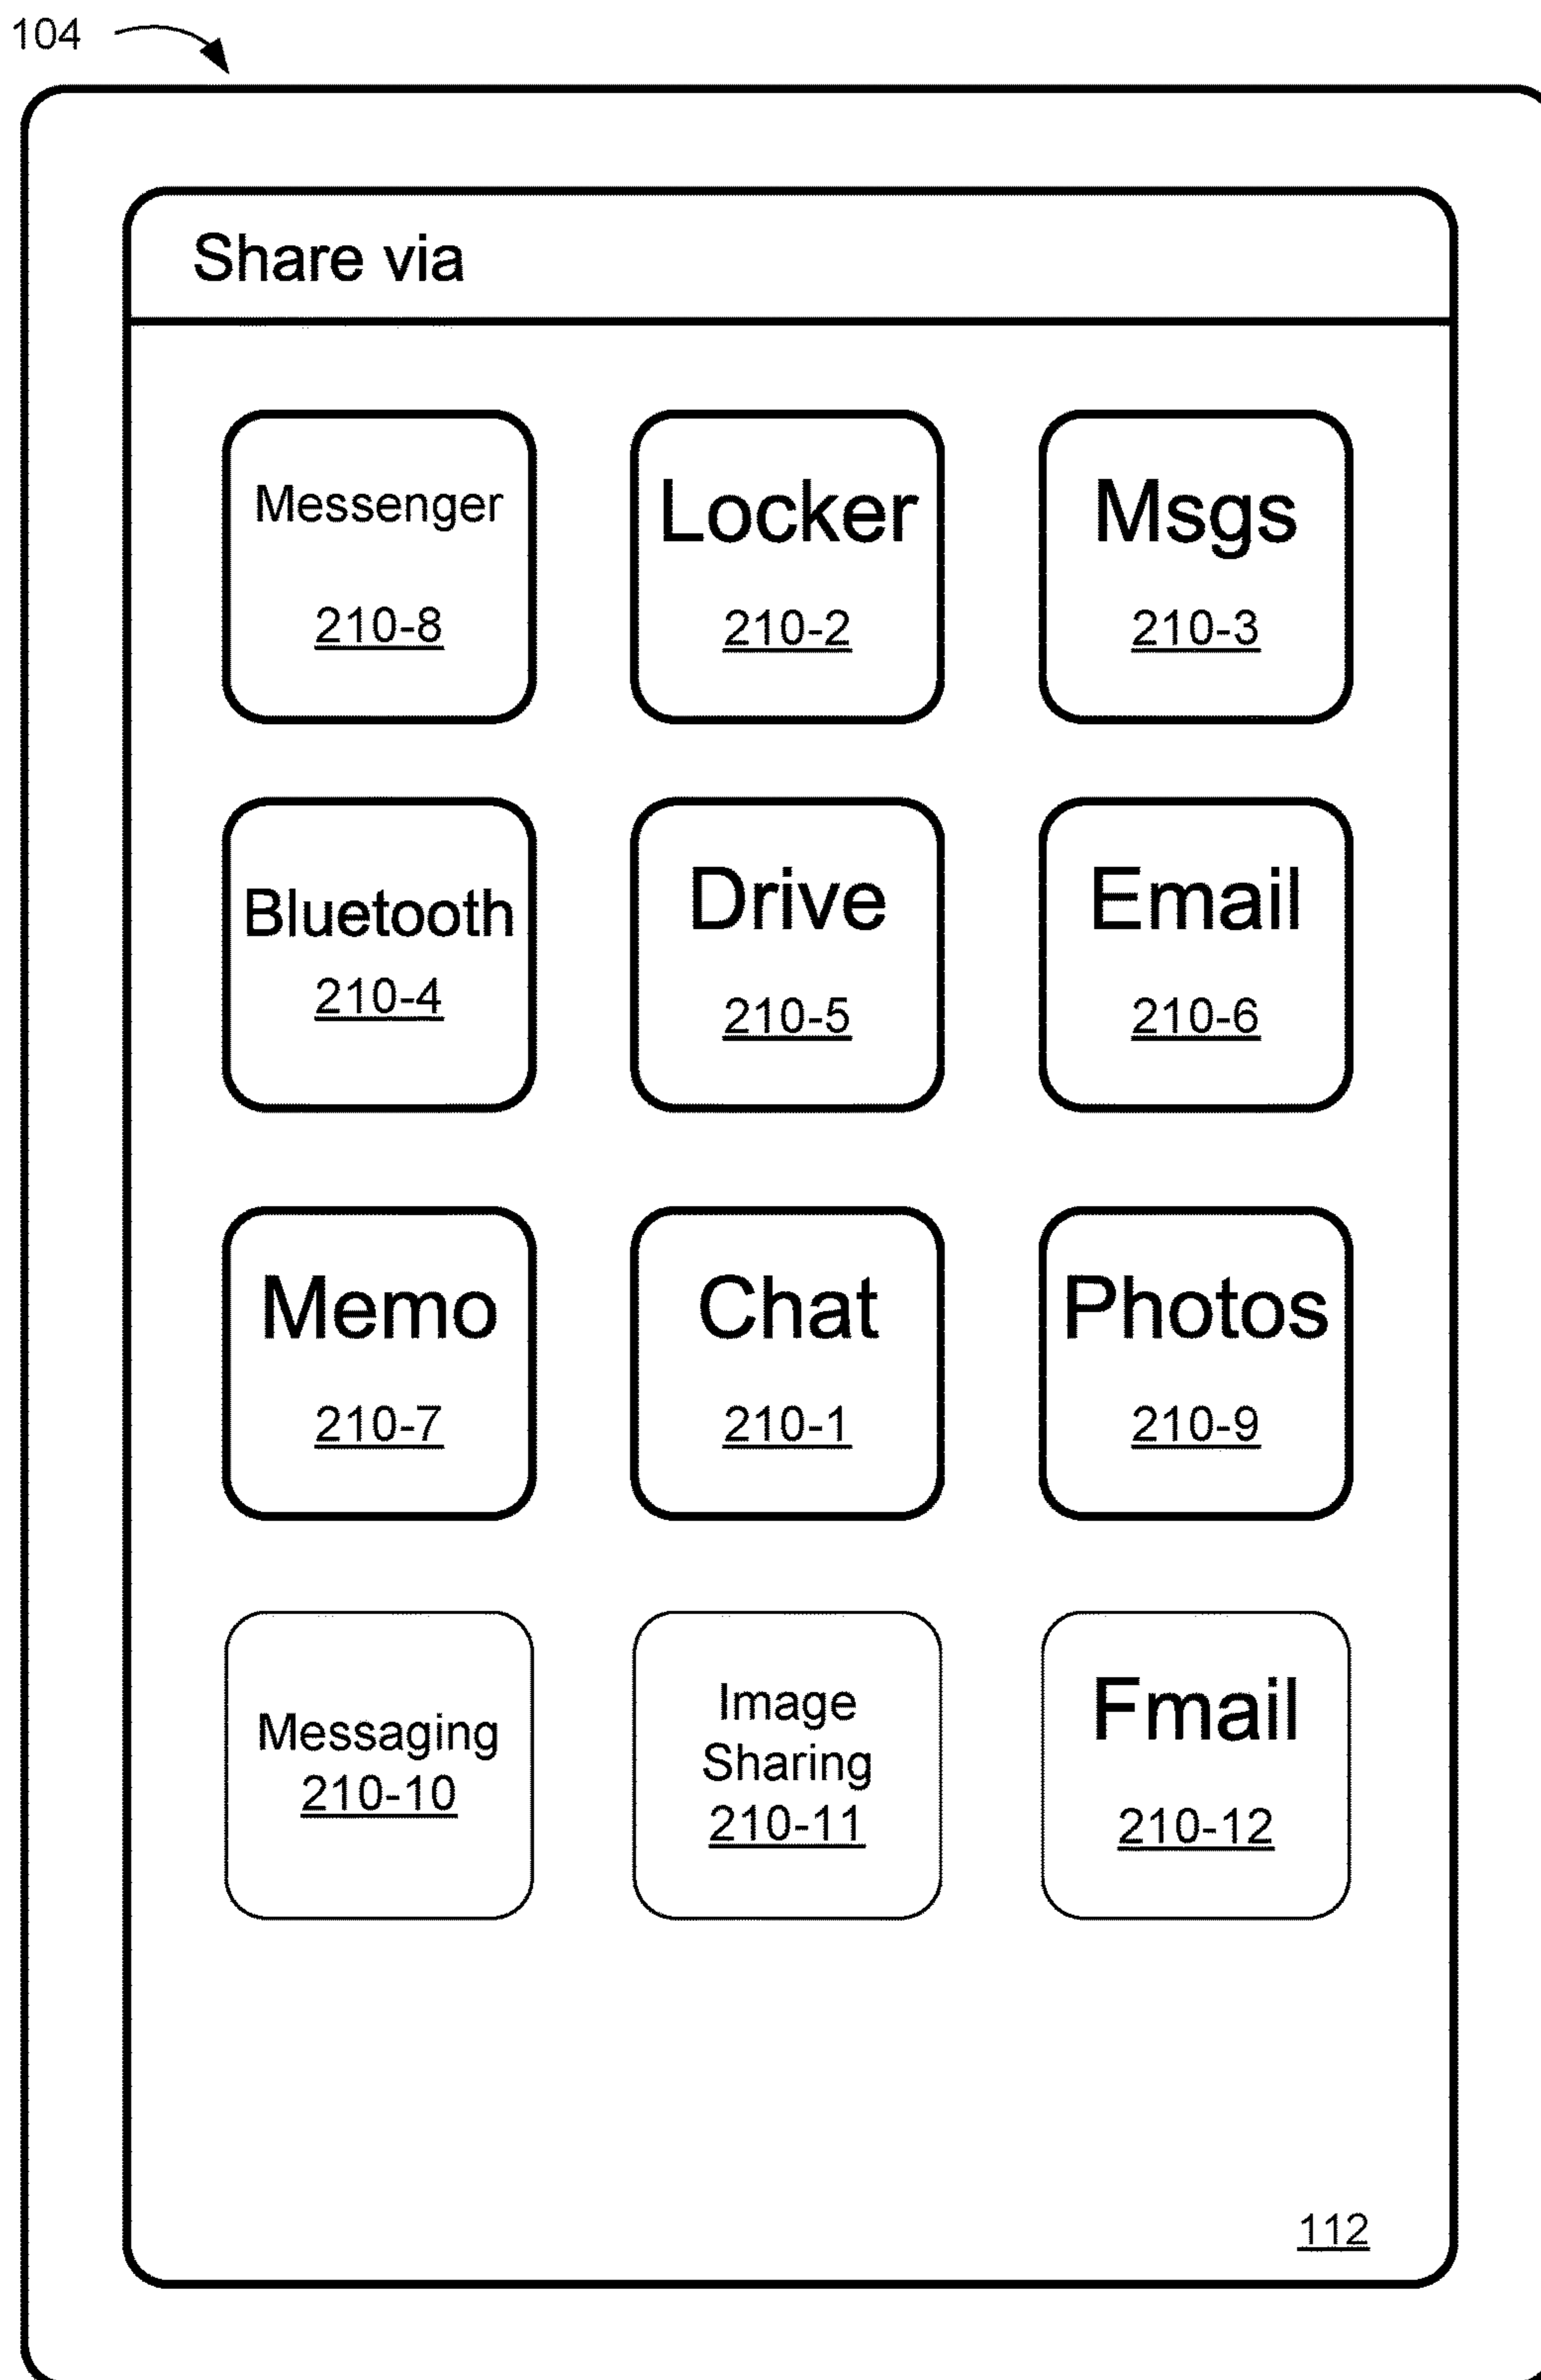 104
Share via
Messenger
210-8
Locker
210-2
Msgs
210-3
Bluetooth
210-4
Drive
210-5
Email
210-6
Memo
210-7
Chat
210-1
Photos
210-9
Messaging
210-10
Image
Sharing
210-11
Fmail
210-12
112